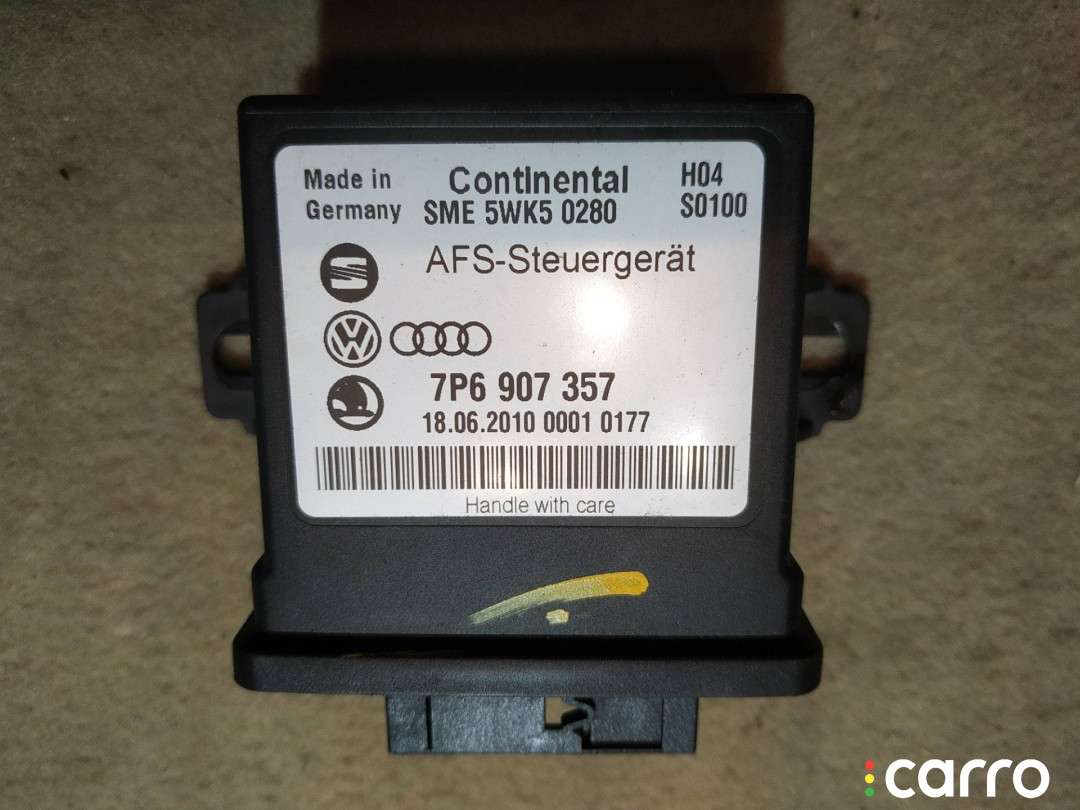 Made in Germany
Continental
SME 5WK5 0280
H04
S0100
AFS-Steuergerät
7P6 907 357
18.06.2010 0001 0177
Handle with care
carro